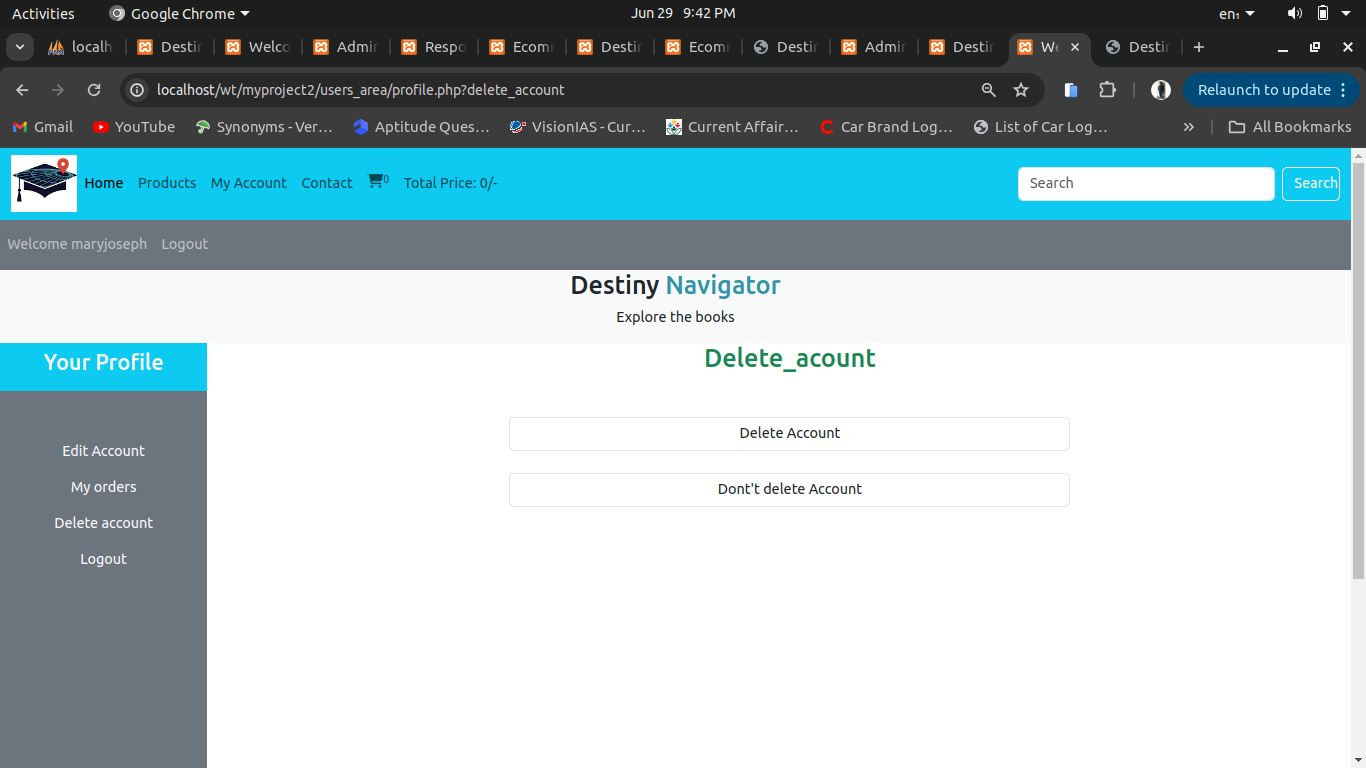 Activities Google Chrome Jun 29 9:42 PM en₁
localh Destir Welco Admir Respo Ecomr Destir Ecomr Destir Admir Destir We Destir
localhost/wt/myproject2/users_area/profile.php?delete_account Relaunch to update
Gmail YouTube Synonyms - Ver… Aptitude Ques… VisionIAS - Cur… Current Affair… Car Brand Log… List of Car Log… » All Bookmarks
Home Products My Account Contact 0 Total Price: 0/- Search Search
Welcome maryjoseph Logout
Destiny Navigator
Explore the books
Your Profile
Delete_acount
Delete Account
Edit Account
My orders
Dont't delete Account
Delete account
Logout